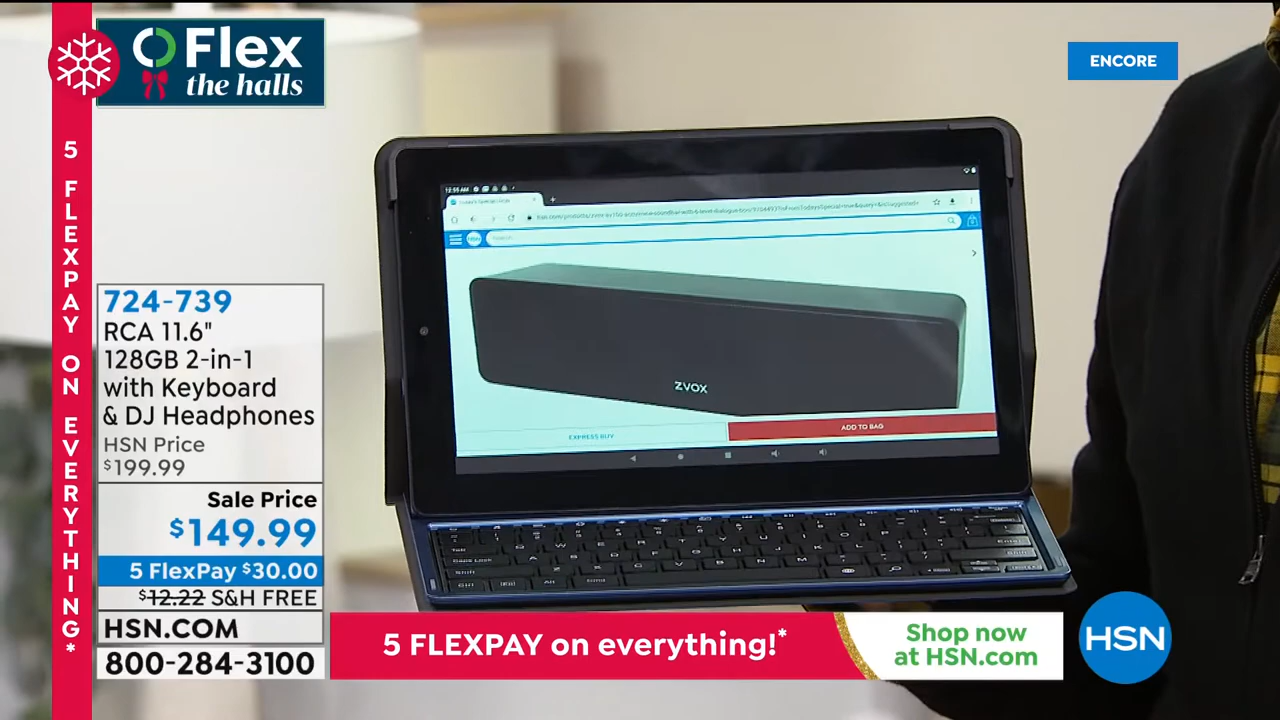 Flex
the halls
ENCORE
5 FLEXPAY ON EVERYTHING*
724-739
RCA 11.6"
128GB 2-in-1
with Keyboard
& DJ Headphones
HSN Price
$199.99
Sale Price
$149.99
5 FlexPay $30.00
$12.22 S&H FREE
HSN.COM
800-284-3100
12:55 AM
ZVOX
EXPRESS BUY
ADD TO BAG
5 FLEXPAY on everything!*
Shop now
at HSN.com
HSN